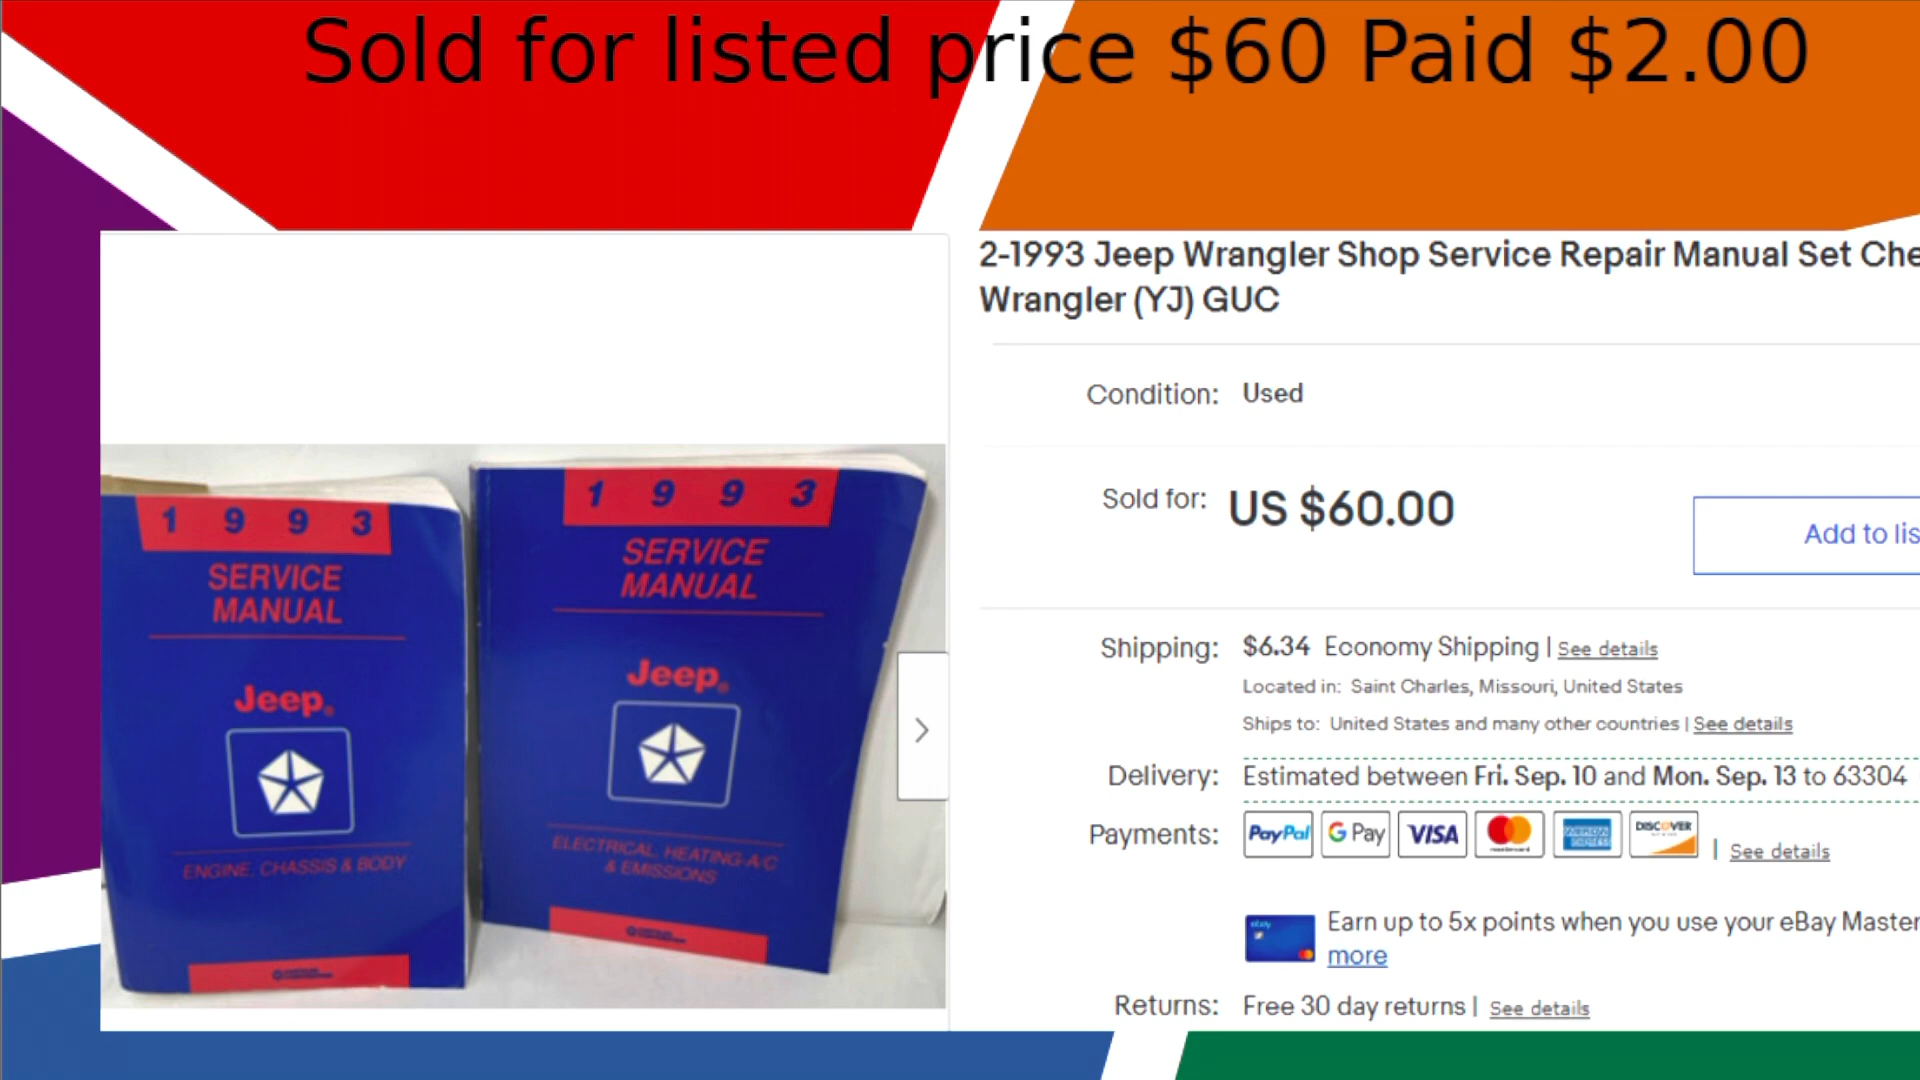 Sold for listed price $60 Paid $2.00
2-1993 Jeep Wrangler Shop Service Repair Manual Set Che
Wrangler (YJ) GUC
Condition: Used
Sold for: US $60.00
Add to lis
Shipping: $6.34 Economy Shipping | See details
Located in: Saint Charles, Missouri, United States
Ships to: United States and many other countries | See details
Delivery: Estimated between Fri. Sep. 10 and Mon. Sep. 13 to 63304
Payments: PayPal G Pay VISA mastercard AMERICAN EXPRESS DISCOVER | See details
ebay
Earn up to 5x points when you use your eBay Master
more
Returns: Free 30 day returns | See details
1 9 9 3
SERVICE
MANUAL
Jeep®
ENGINE, CHASSIS & BODY
1 9 9 3
SERVICE
MANUAL
Jeep®
ELECTRICAL, HEATING-A/C
& EMISSIONS